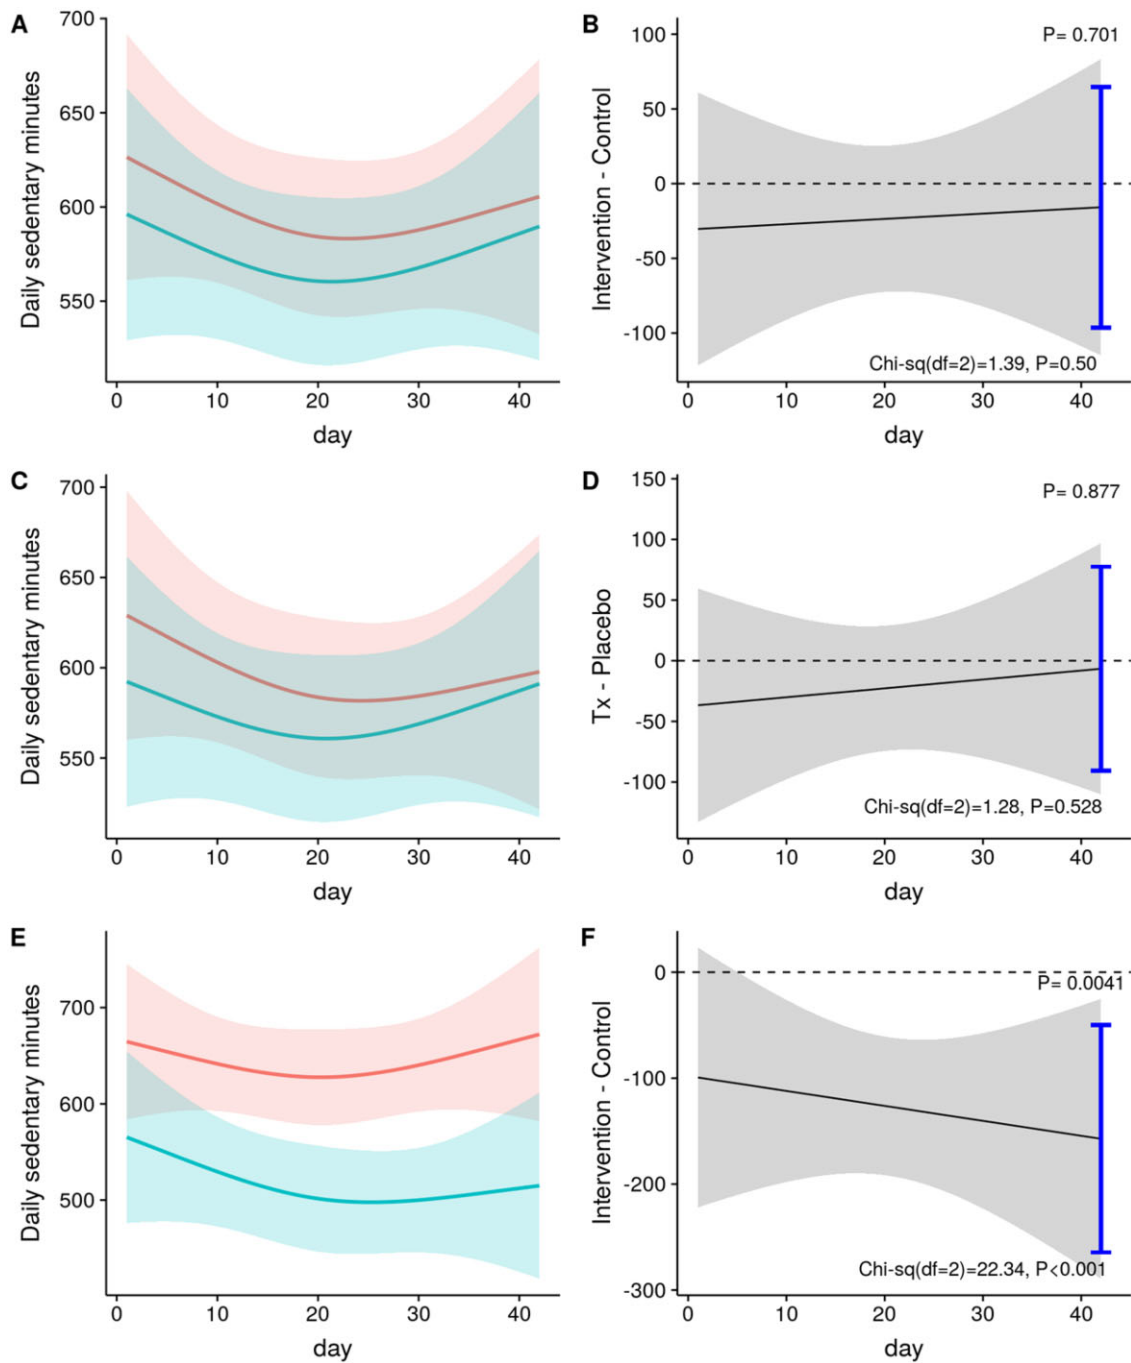 A
Daily sedentary minutes
700
650
600
550
0 10 20 30 40
day
B
Intervention - Control
P= 0.701
100
50
0
-50
-100
Chi-sq(df=2)=1.39, P=0.50
0 10 20 30 40
day
C
Daily sedentary minutes
700
650
600
550
0 10 20 30 40
day
D
Tx - Placebo
150
P= 0.877
100
50
0
-50
-100
Chi-sq(df=2)=1.28, P=0.528
0 10 20 30 40
day
E
Daily sedentary minutes
700
600
500
0 10 20 30 40
day
F
Intervention - Control
0
P= 0.0041
-100
-200
Chi-sq(df=2)=22.34, P<0.001
-300
0 10 20 30 40
day